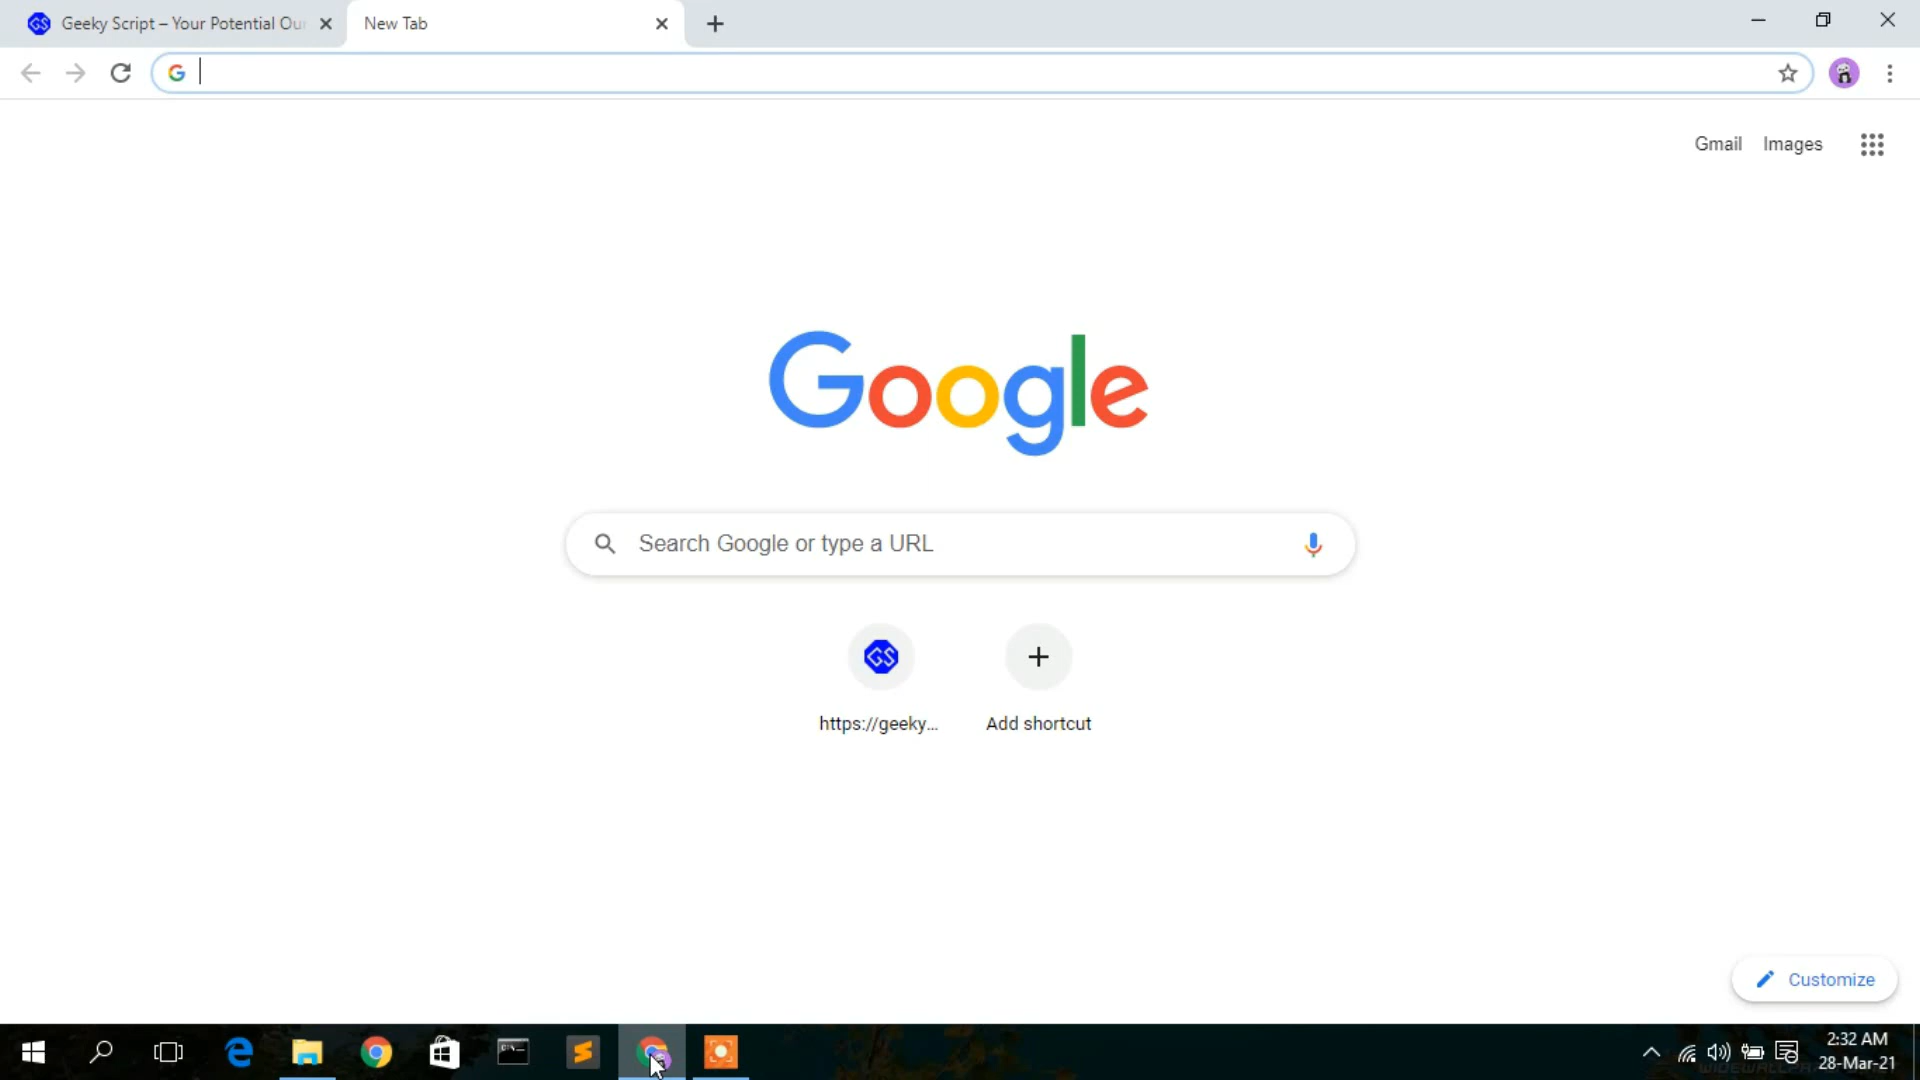 Geeky Script – Your Potential Our
New Tab
Gmail
Images
Google
Search Google or type a URL
https://geeky...
Add shortcut
Customize
2:32 AM
28-Mar-21